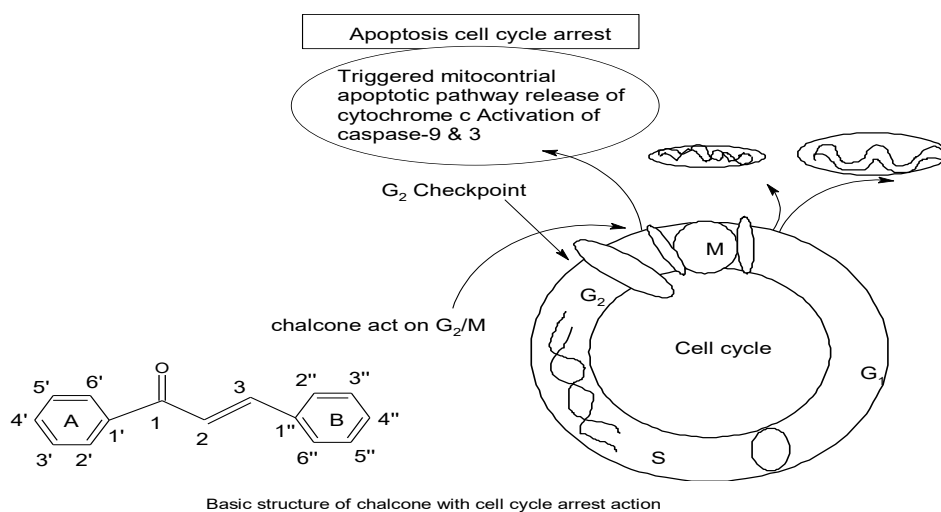 Apoptosis cell cycle arrest
Triggered mitocontrial
apoptotic pathway release of
cytochrome c Activation of
caspase-9 & 3
G₂ Checkpoint
M
G₂
chalcone act on G₂/M
Cell cycle
G₁
S
O
6'
5'
A
4'
3'
2'
1'
1
2
3
2''
3''
1''
B
4''
6''
5''
Basic structure of chalcone with cell cycle arrest action